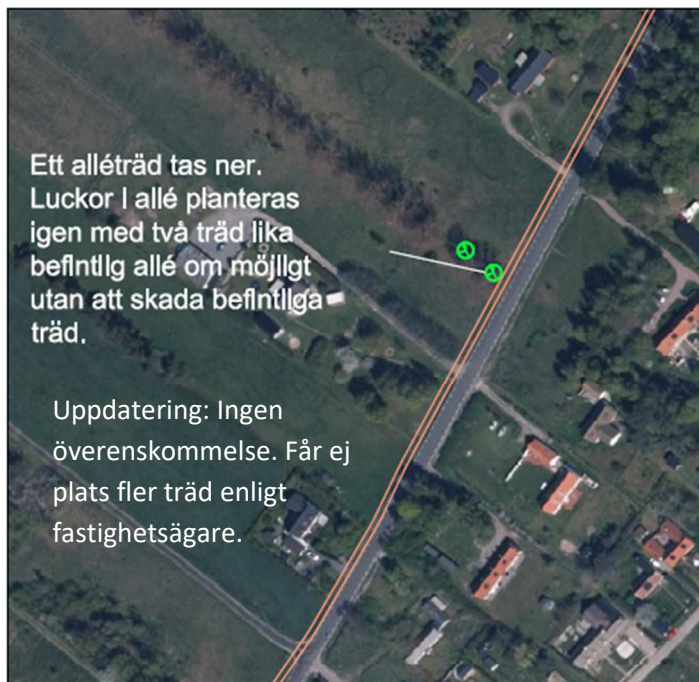 Ett alléträd tas ner.
Luckor I allé planteras
igen med två träd lika
befintlig allé om möjligt
utan att skada befintliga
träd.
Uppdatering: Ingen
överenskommelse. Får ej
plats fler träd enligt
fastighetsägare.